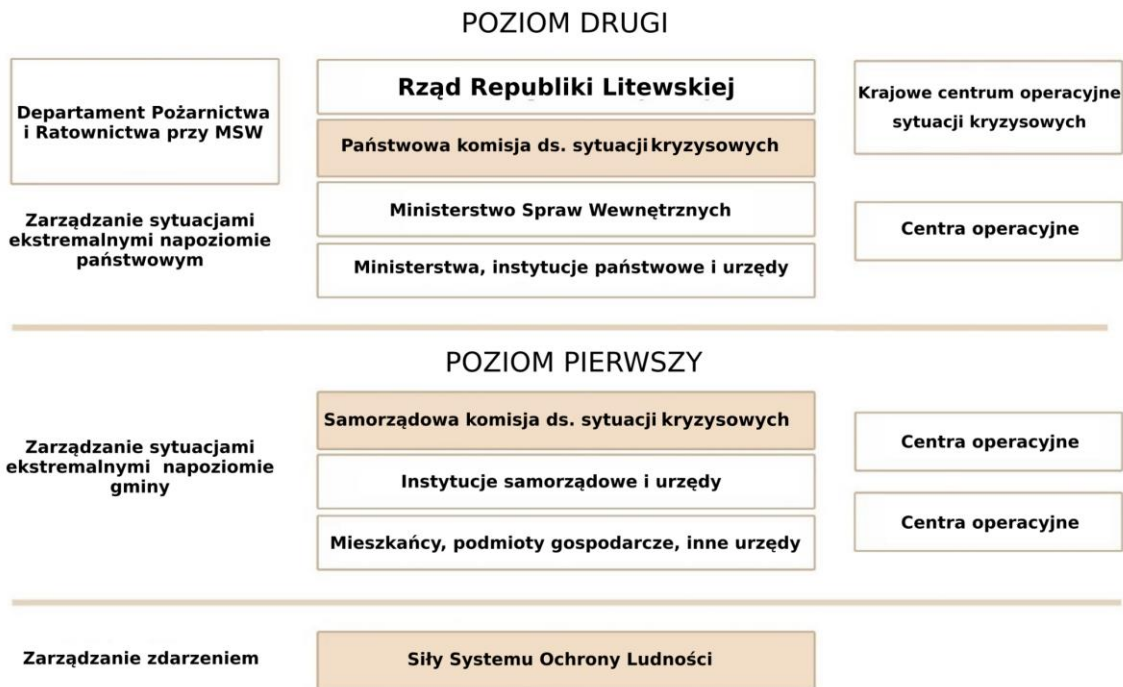 POZIOM DRUGI
Departament Pożarnictwa
i Ratownictwa przy MSW
Rząd Republiki Litewskiej
Krajowe centrum operacyjne
sytuacji kryzysowych
Państwowa komisja ds. sytuacji kryzysowych
Zarządzanie sytuacjami
ekstremalnymi napoziomie
państwowym
Ministerstwo Spraw Wewnętrznych
Centra operacyjne
Ministerstwa, instytucje państwowe i urzędy
POZIOM PIERWSZY
Zarządzanie sytuacjami
ekstremalnymi napoziomie
gminy
Samorządowa komisja ds. sytuacji kryzysowych
Centra operacyjne
Instytucje samorządowe i urzędy
Centra operacyjne
Mieszkańcy, podmioty gospodarcze, inne urzędy
Zarządzanie zdarzeniem
Siły Systemu Ochrony Ludności